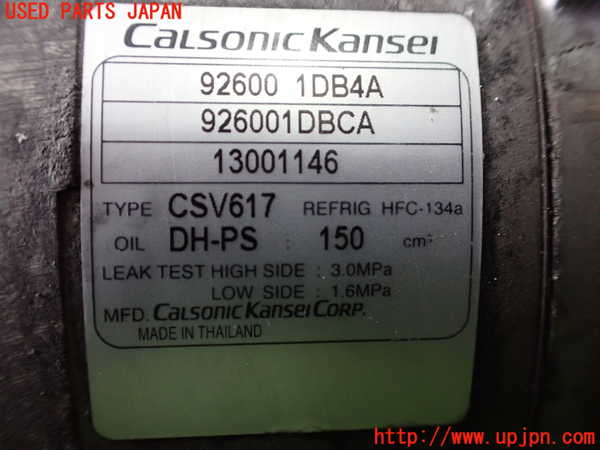 USED PARTS JAPAN
CALSONIC KANSEI
92600 1DB4A
926001DBCA
13001146
TYPE CSV617 REFRIG HFC-134a
OIL DH-PS : 150 cm³
LEAK TEST HIGH SIDE : 3.0MPa
LOW SIDE : 1.6MPa
MFD. CALSONIC KANSEI CORP.
MADE IN THAILAND
http://www.upjpn.com/